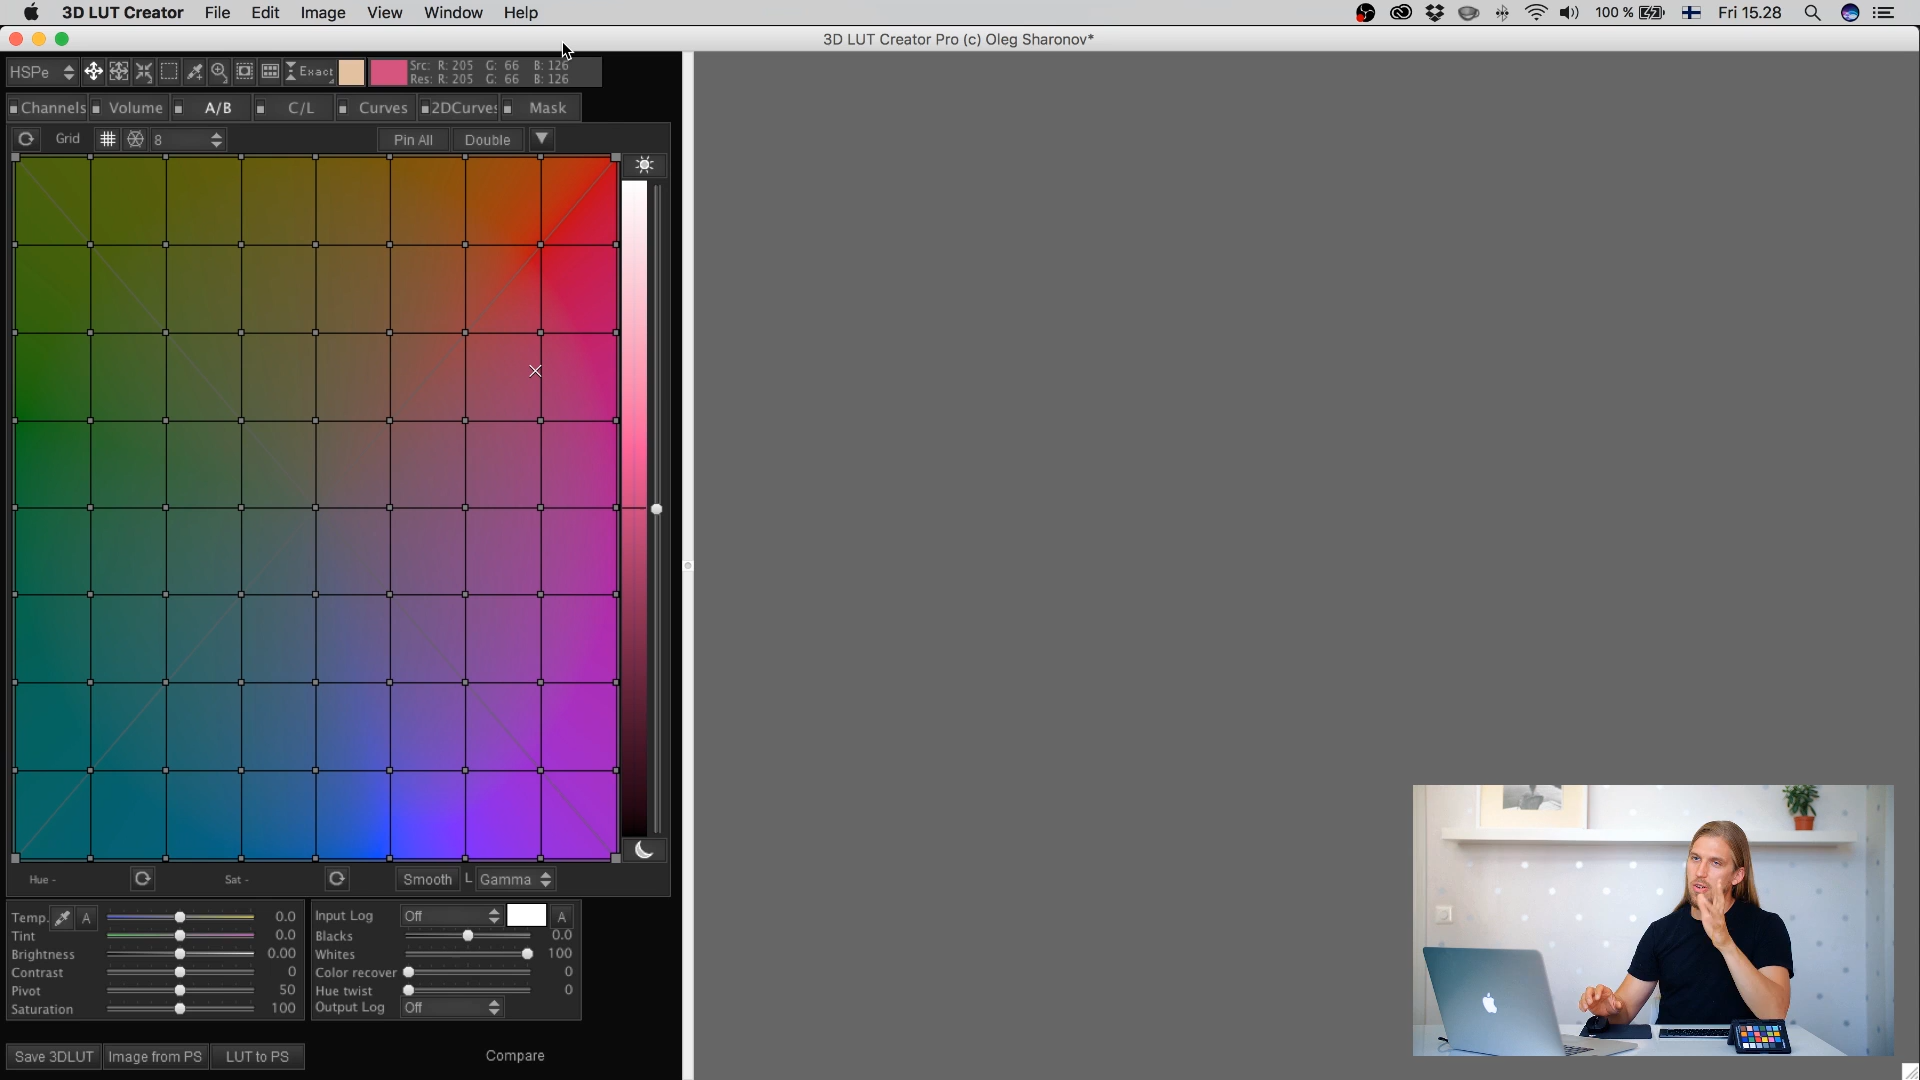 3D LUT Creator File Edit Image View Window Help 100 % Fri 15.28
3D LUT Creator Pro (c) Oleg Sharonov*
HSPe Exact Src: R: 205 G: 66 B: 126
Res: R: 205 G: 66 B: 126
Channels Volume A/B C/L Curves 2DCurves Mask
Grid 8 Pin All Double
Hue - Sat - Smooth L Gamma
Temp. A 0.0 Input Log Off A
Tint 0.0 Blacks 0.0
Brightness 0.00 Whites 100
Contrast 0 Color recover 0
Pivot 50 Hue twist 0
Saturation 100 Output Log Off
Save 3DLUT Image from PS LUT to PS Compare